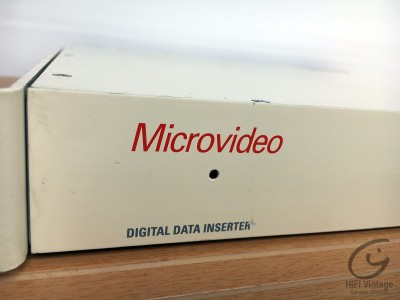 Microvideo
DIGITAL DATA INSERTER
HIFI Vintage